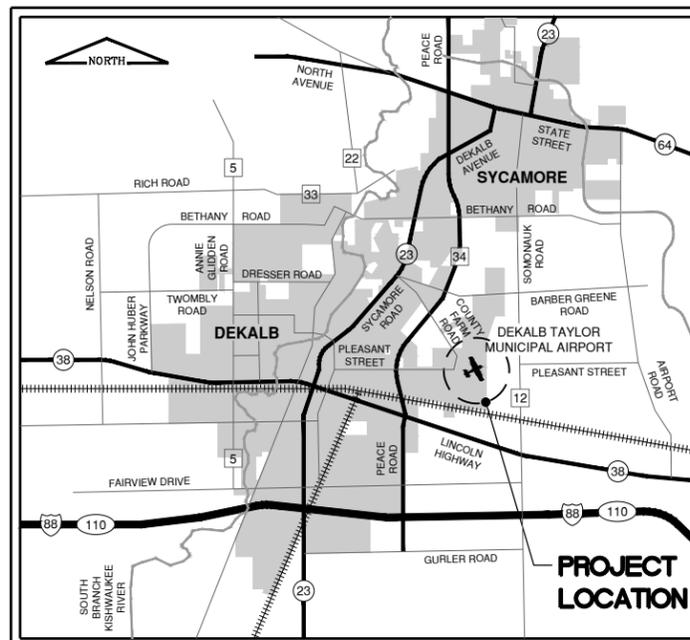 NORTH
PEACE
ROAD
23
NORTH
AVENUE
STATE
STREET
64
DEKALB
AVENUE
SYCAMORE
5
22
RICH ROAD
33
BETHANY ROAD
BETHANY ROAD
NELSON ROAD
ANNIE
GLIDDEN
ROAD
23
34
SOMONAUK
ROAD
DRESSER ROAD
JOHN HUBER
PARKWAY
TWOMBLY
ROAD
SYCAMORE
ROAD
COUNTY
FARM
ROAD
BARBER GREENE
ROAD
DEKALB
DEKALB TAYLOR
MUNICIPAL AIRPORT
38
PLEASANT
STREET
PLEASANT STREET
AIRPORT
ROAD
12
5
PEACE
ROAD
LINCOLN
HIGHWAY
38
FAIRVIEW DRIVE
88
110
88
110
GURLER ROAD
SOUTH
BRANCH
KISHWAUKEE
RIVER
23
PROJECT
LOCATION